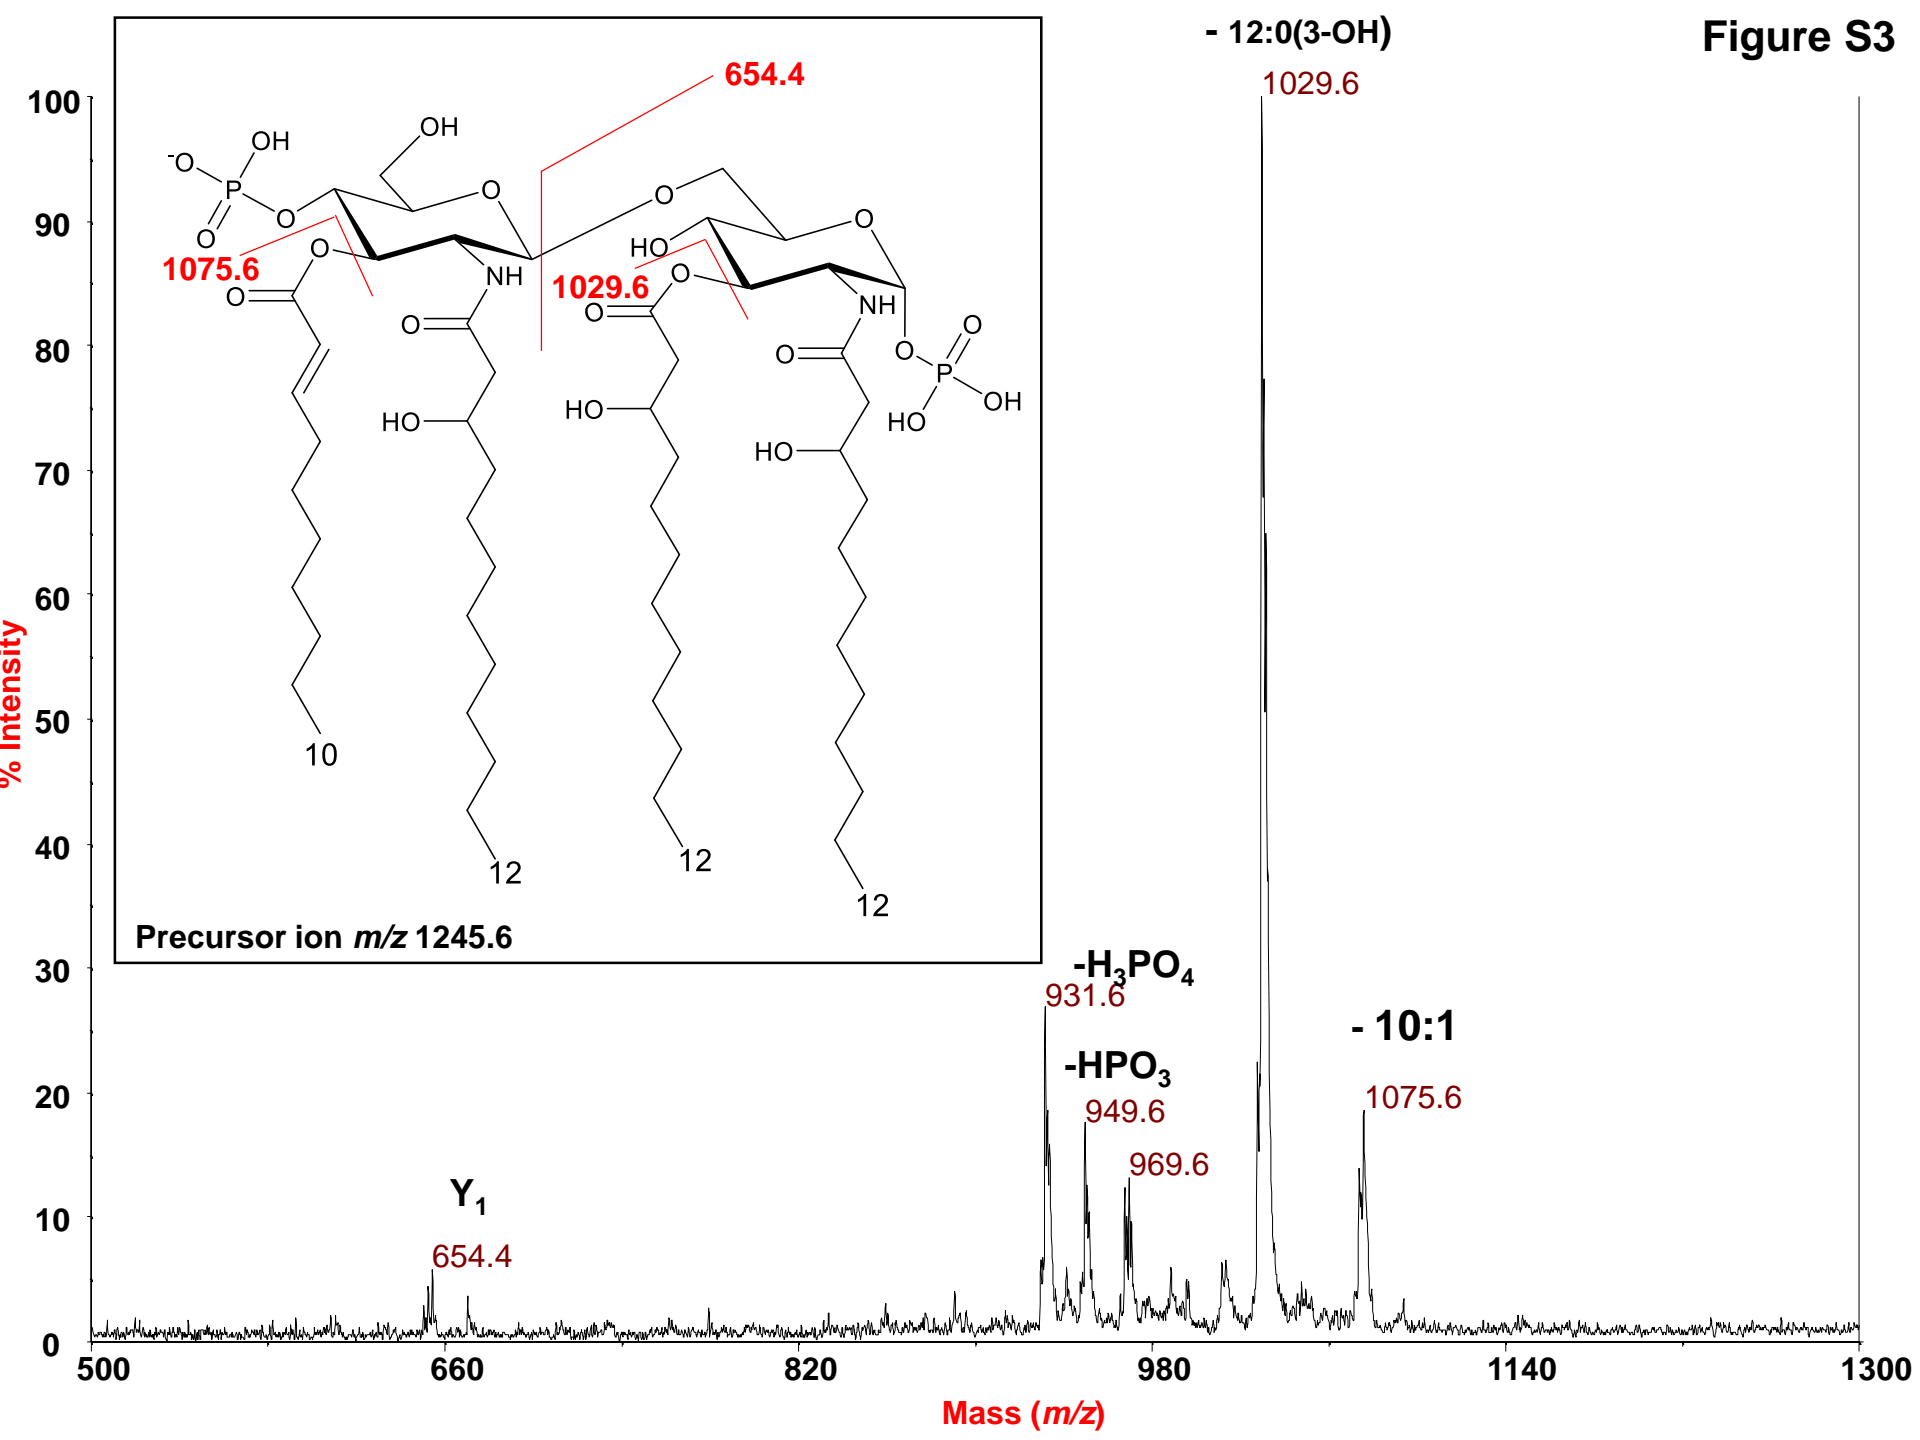 - 12:0(3-OH)
Figure S3
1029.6
100
90
80
70
60
50
40
30
20
10
0
% Intensity
654.4
OH
OH
-O
P
O
O
O
O
1075.6
O
O
NH
O
HO
10
12
O
HO
1029.6
O
O
HO
12
O
NH
O
HO
12
O
O
P
OH
HO
Precursor ion m/z 1245.6
-H3PO4
931.6
-HPO3
949.6
969.6
- 10:1
1075.6
Y1
654.4
500
660
820
980
1140
1300
Mass (m/z)